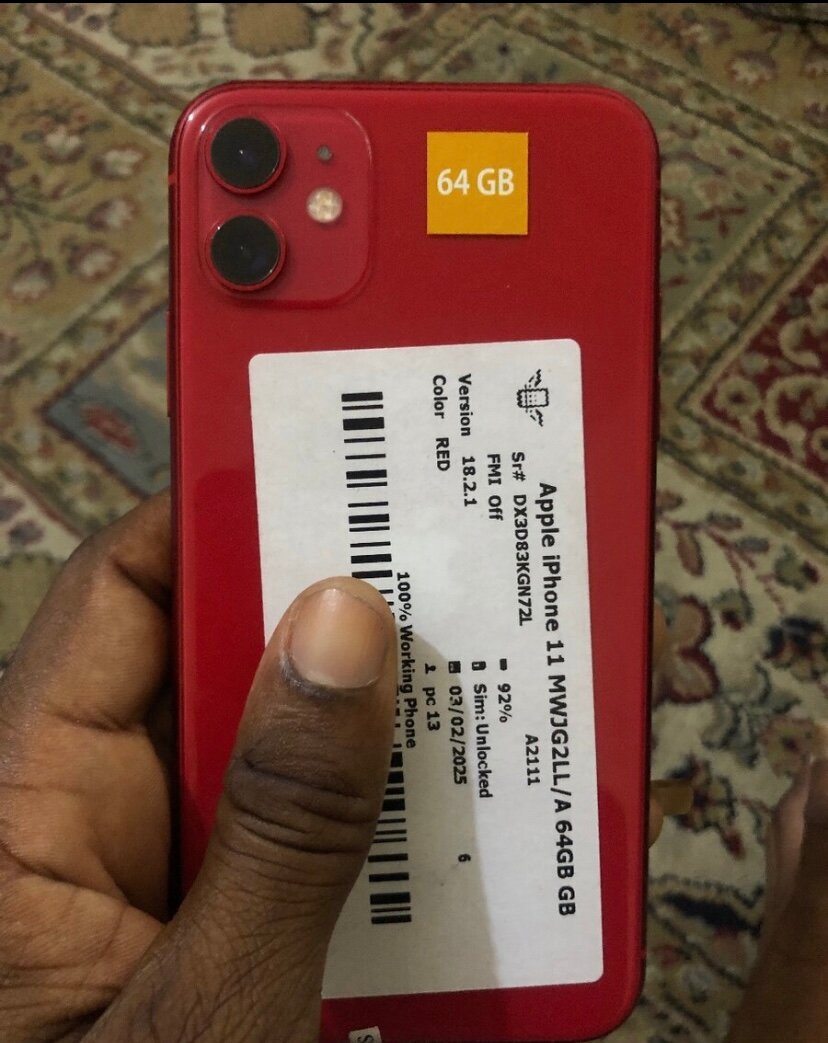 64 GB
Apple iPhone 11 MWJG2LL/A 64GB GB
Sr# DX3D83KGN72L
A2111
FMI Off
92%
Version 18.2.1
Sim: Unlocked
Color RED
03/02/2025
6
pc 13
100% Working Phone
S